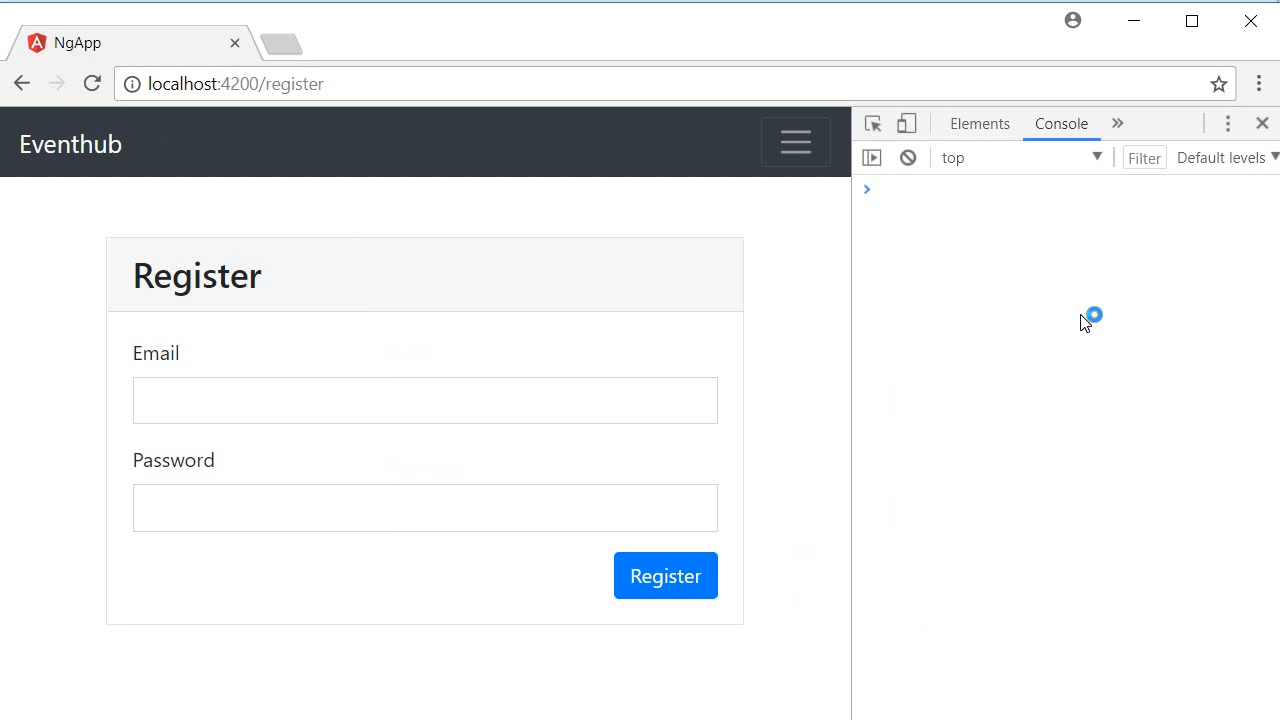 NgApp
localhost:4200/register
Eventhub
Elements Console
top Filter Default levels
Register
Email
Password
Register